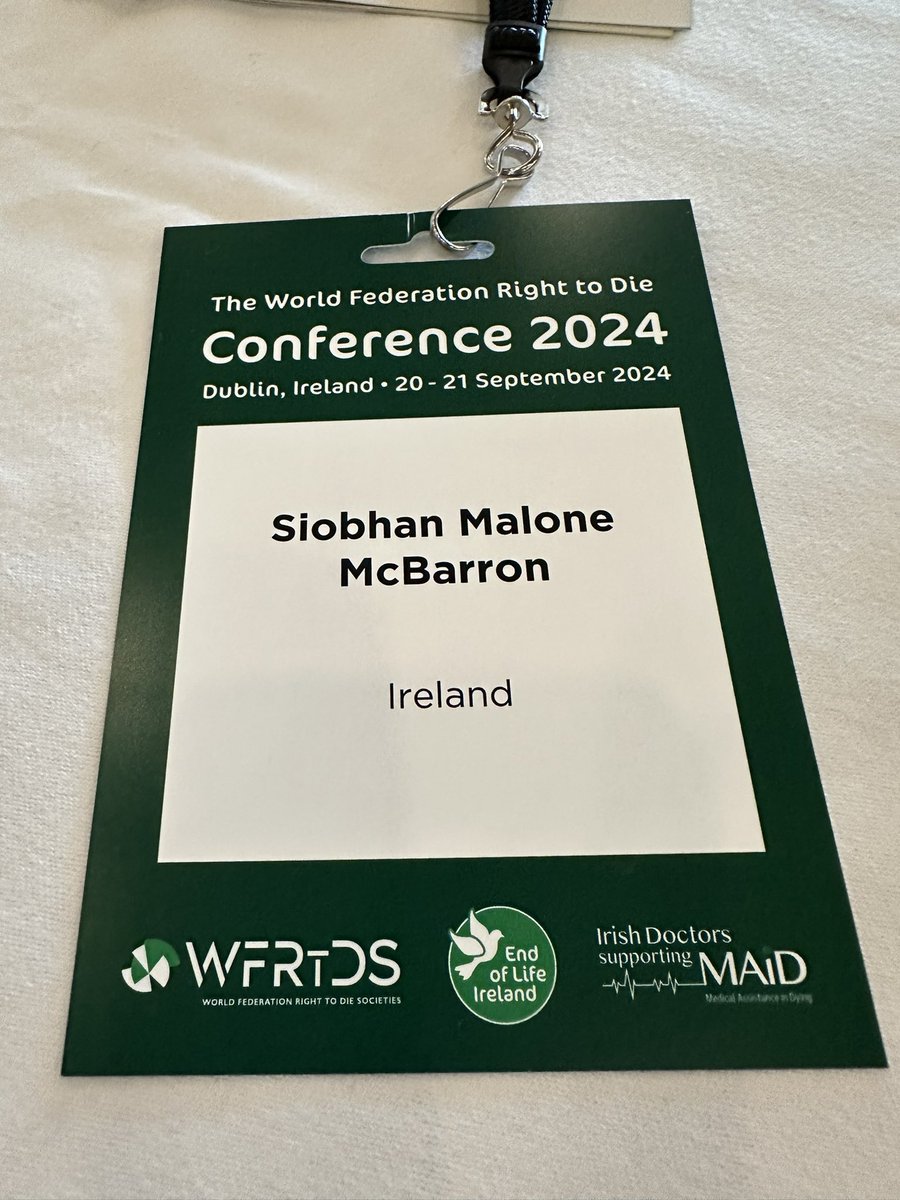 The World Federation Right to Die
Conference 2024
Dublin, Ireland • 20 - 21 September 2024
Siobhan Malone
McBarron
Ireland
WFRTDS
WORLD FEDERATION RIGHT TO DIE SOCIETIES
End
of Life
Ireland
Irish Doctors
supporting MAiD
Medical Assistance in Dying